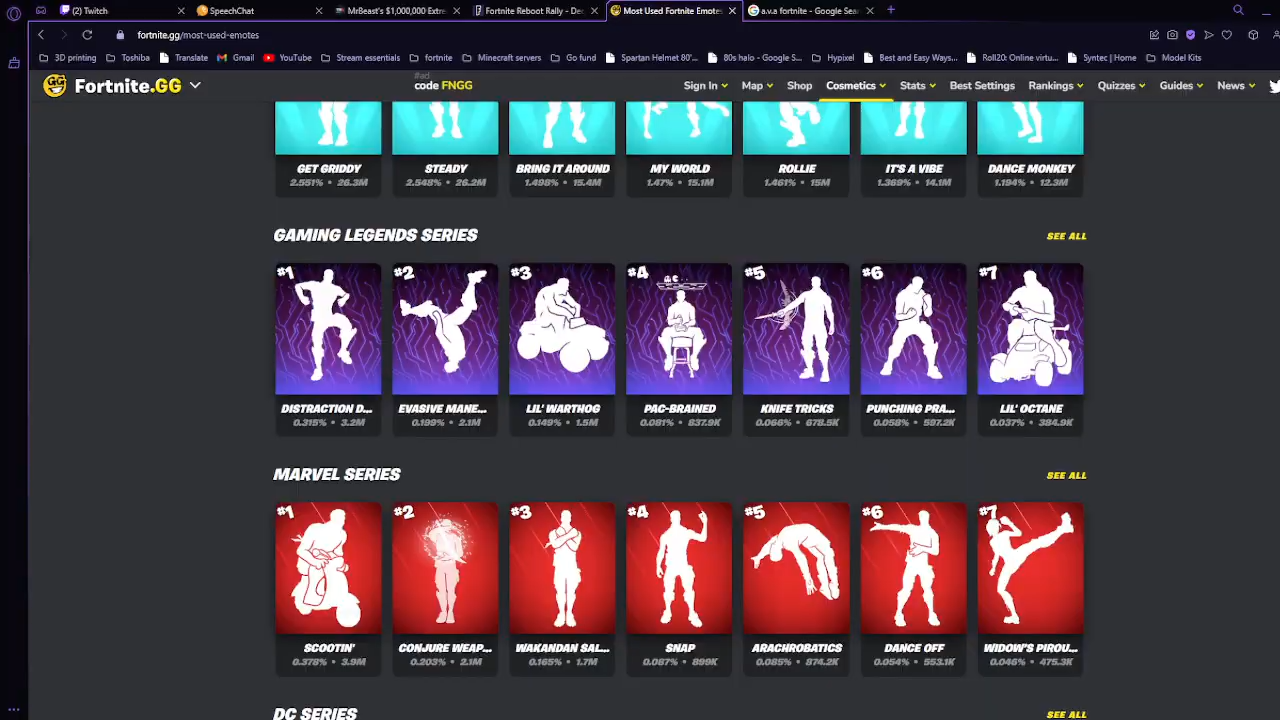 (2) Twitch
SpeechChat
MrBeast's $1,000,000 Extre
Fortnite Reboot Rally - Dec
Most Used Fortnite Emotes
a.v.a fortnite - Google Sea
fortnite.gg/most-used-emotes
3D printing
Toshiba
Translate
Gmail
YouTube
Stream essentials
fortnite
Minecraft servers
Go fund
Spartan Helmet 80'...
80s halo - Google S...
Hypixel
Best and Easy Ways...
Roll20: Online virtu...
Syntec | Home
Model Kits
Fortnite.GG
#ad
code FNGG
Sign In
Map
Shop
Cosmetics
Stats
Best Settings
Rankings
Quizzes
Guides
News
GET GRIDDY
STEADY
BRING IT AROUND
MY WORLD
ROLLIE
IT'S A VIBE
DANCE MONKEY
2.551% • 26.3M
2.548% • 26.2M
1.498% • 15.4M
1.47% • 15.1M
1.461% • 15M
1.369% • 14.1M
1.194% • 12.3M
GAMING LEGENDS SERIES
SEE ALL
#1
#2
#3
#4
#5
#6
#7
DISTRACTION D...
EVASIVE MANE...
LIL' WARTHOG
PAC-BRAINED
KNIFE TRICKS
PUNCHING PRA...
LIL' OCTANE
0.315% • 3.2M
0.199% • 2.1M
0.149% • 1.5M
0.081% • 837.9K
0.066% • 678.5K
0.058% • 597.2K
0.037% • 384.9K
MARVEL SERIES
SEE ALL
#1
#2
#3
#4
#5
#6
#7
SCOOTIN'
CONJURE WEAP...
WAKANDAN SAL...
SNAP
ARACHROBATICS
DANCE OFF
WIDOW'S PIROU...
0.378% • 3.9M
0.203% • 2.1M
0.165% • 1.7M
0.087% • 899K
0.085% • 874.2K
0.054% • 553.1K
0.046% • 475.3K
DC SERIES
SEE ALL